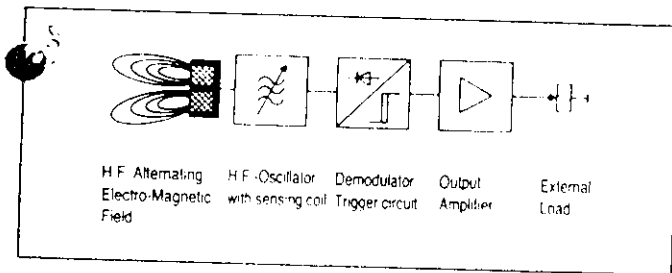 H.F. Alternating
Electro-Magnetic
Field
H.F.-Oscillator
with sensing coil
Demodulator
Trigger circuit
Output
Amplifier
External
Load